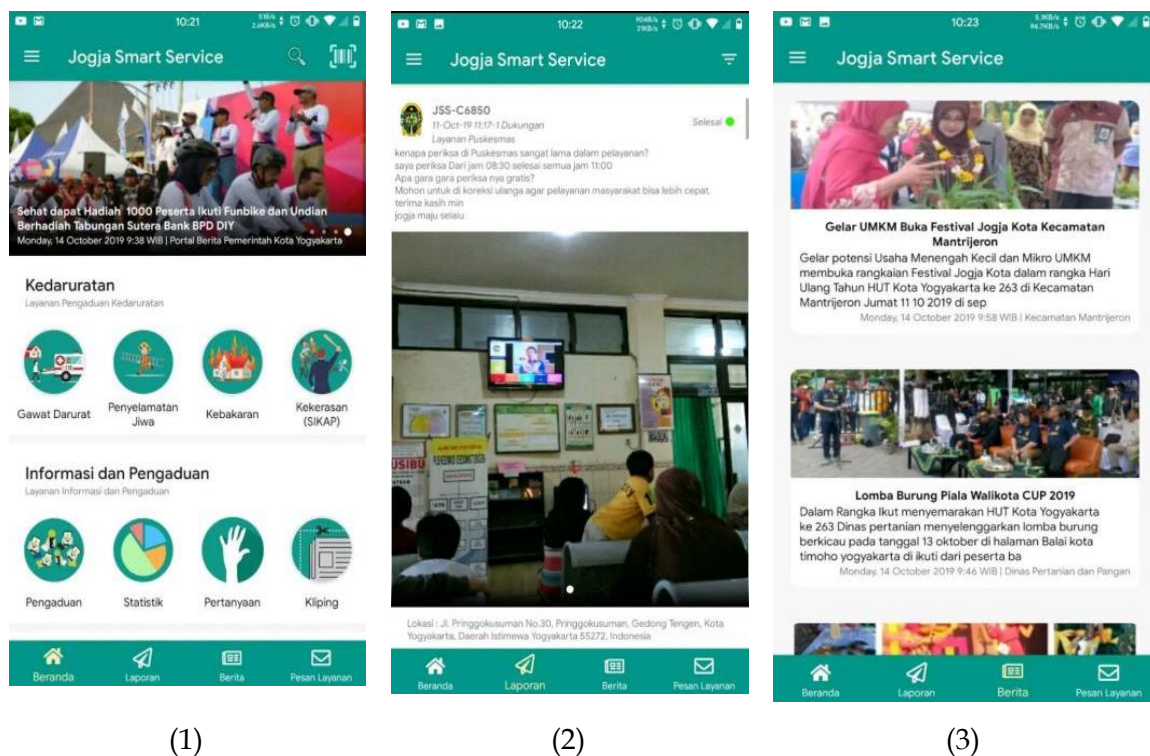 10:21
Jogja Smart Service
Sehat dapat Hadiah 1000 Peserta Ikuti Funbike dan Undian
Berhadiah Tabungan Sutera Bank BPD DIY
Monday, 14 October 2019 9:38 WIB | Portal Berita Pemerintah Kota Yogyakarta
Kedaruratan
Layanan Pengaduan Kedaruratan
Gawat Darurat
Penyelamatan
Jiwa
Kebakaran
Kekerasan
(SIKAP)
Informasi dan Pengaduan
Layanan Informasi dan Pengaduan
Pengaduan
Statistik
Pertanyaan
Kliping
Beranda
Laporan
Berita
Pesan Layanan
(1)
10:22
Jogja Smart Service
JSS-C6850
11-Oct-19 11:17-1 Dukungan
Selesai
Layanan Puskesmas
kenapa periksa di Puskesmas sangat lama dalam pelayanan?
saya periksa Dari jam 08:30 selesai semua jam 11:00
Apa gara gara periksa nya gratis?
Mohon untuk di koreksi ulanga agar pelayanan masyarakat bisa lebih cepat.
terima kasih min
jogja maju selalu
Lokasi : Jl. Pringgokusuman No.30, Pringgokusuman, Gedong Tengen, Kota
Yogyakarta, Daerah Istimewa Yogyakarta 55272, Indonesia
Beranda
Laporan
Berita
Pesan Layanan
(2)
10:23
Jogja Smart Service
Gelar UMKM Buka Festival Jogja Kota Kecamatan
Mantrijeron
Gelar potensi Usaha Menengah Kecil dan Mikro UMKM
membuka rangkaian Festival Jogja Kota dalam rangka Hari
Ulang Tahun HUT Kota Yogyakarta ke 263 di Kecamatan
Mantrijeron Jumat 11 10 2019 di sep
Monday, 14 October 2019 9:58 WIB | Kecamatan Mantrijeron
Lomba Burung Piala Walikota CUP 2019
Dalam Rangka Ikut menyemarakan HUT Kota Yogyakarta
ke 263 Dinas pertanian menyelenggarkan lomba burung
berkicau pada tanggal 13 oktober di halaman Balai kota
timoho yogyakarta di ikuti dari peserta ba
Monday, 14 October 2019 9:46 WIB | Dinas Pertanian dan Pangan
Beranda
Laporan
Berita
Pesan Layanan
(3)